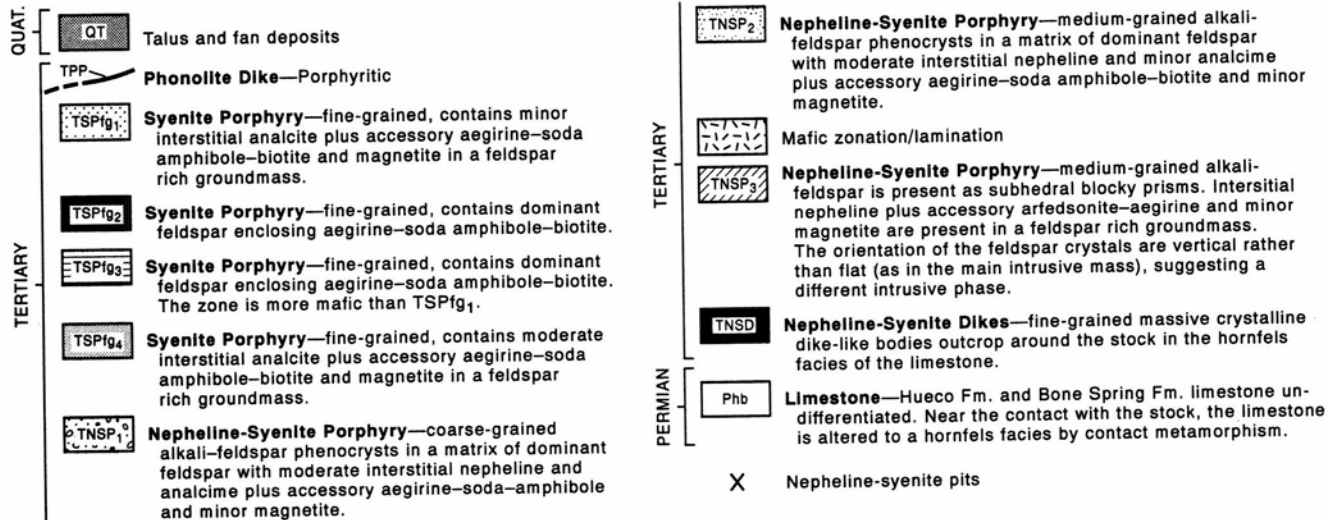 QUAT.
QT
Talus and fan deposits
TERTIARY
TPP
Phonolite Dike—Porphyritic
TSPfg1
Syenite Porphyry—fine-grained, contains minor
interstitial analcite plus accessory aegirine–soda
amphibole–biotite and magnetite in a feldspar
rich groundmass.
TSPfg2
Syenite Porphyry—fine-grained, contains dominant
feldspar enclosing aegirine–soda amphibole–biotite.
TSPfg3
Syenite Porphyry—fine-grained, contains dominant
feldspar enclosing aegirine–soda amphibole–biotite.
The zone is more mafic than TSPfg1.
TSPfg4
Syenite Porphyry—fine-grained, contains moderate
interstitial analcite plus accessory aegirine–soda
amphibole–biotite and magnetite in a feldspar
rich groundmass.
TNSP1
Nepheline-Syenite Porphyry—coarse-grained
alkali–feldspar phenocrysts in a matrix of dominant
feldspar with moderate interstitial nepheline and
analcime plus accessory aegirine–soda–amphibole
and minor magnetite.
TERTIARY
TNSP2
Nepheline-Syenite Porphyry—medium-grained alkali-
feldspar phenocrysts in a matrix of dominant feldspar
with moderate interstitial nepheline and minor analcime
plus accessory aegirine–soda amphibole–biotite and minor
magnetite.
Mafic zonation/lamination
TNSP3
Nepheline-Syenite Porphyry—medium-grained alkali-
feldspar is present as subhedral blocky prisms. Intersitial
nepheline plus accessory arfedsonite–aegirine and minor
magnetite are present in a feldspar rich groundmass.
The orientation of the feldspar crystals are vertical rather
than flat (as in the main intrusive mass), suggesting a
different intrusive phase.
TNSD
Nepheline-Syenite Dikes—fine-grained massive crystalline
dike-like bodies outcrop around the stock in the hornfels
facies of the limestone.
PERMIAN
Phb
Limestone—Hueco Fm. and Bone Spring Fm. limestone un-
differentiated. Near the contact with the stock, the limestone
is altered to a hornfels facies by contact metamorphism.
X
Nepheline-syenite pits